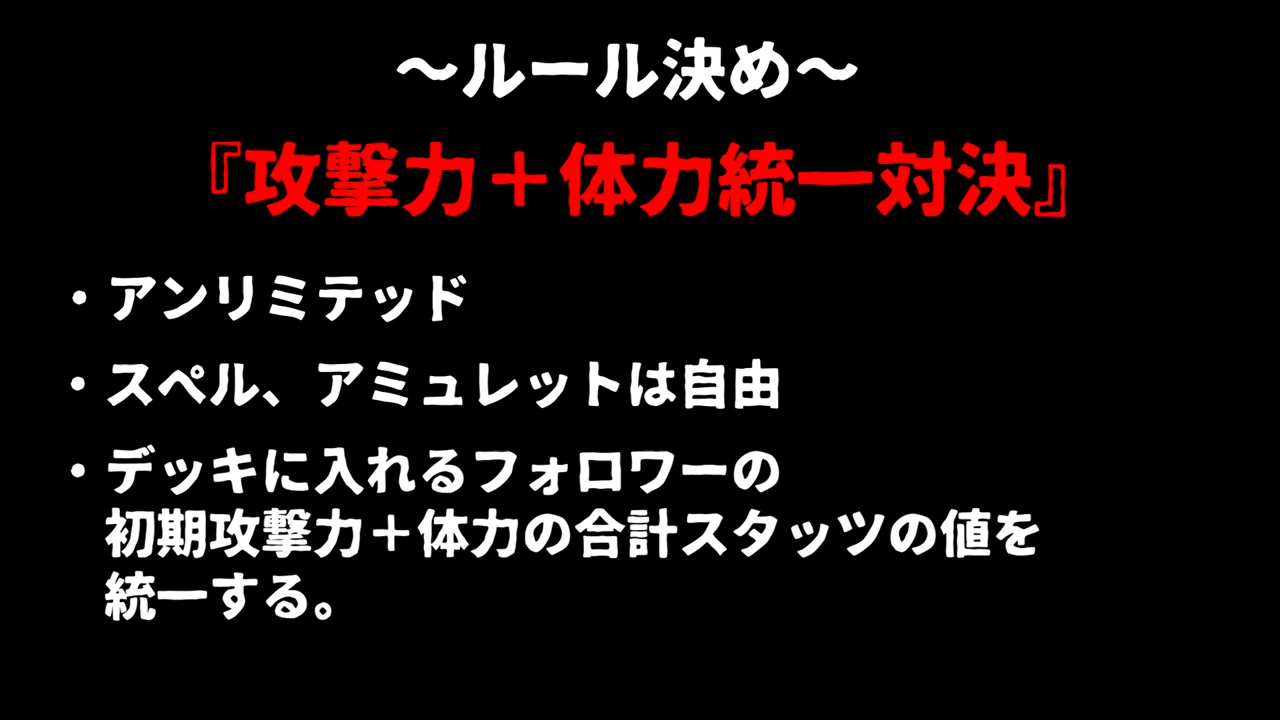 ～ルール決め～
『攻撃力＋体力統一対決』
・アンリミテッド
・スペル、アミュレットは自由
・デッキに入れるフォロワーの
初期攻撃力＋体力の合計スタッツの値を
統一する。